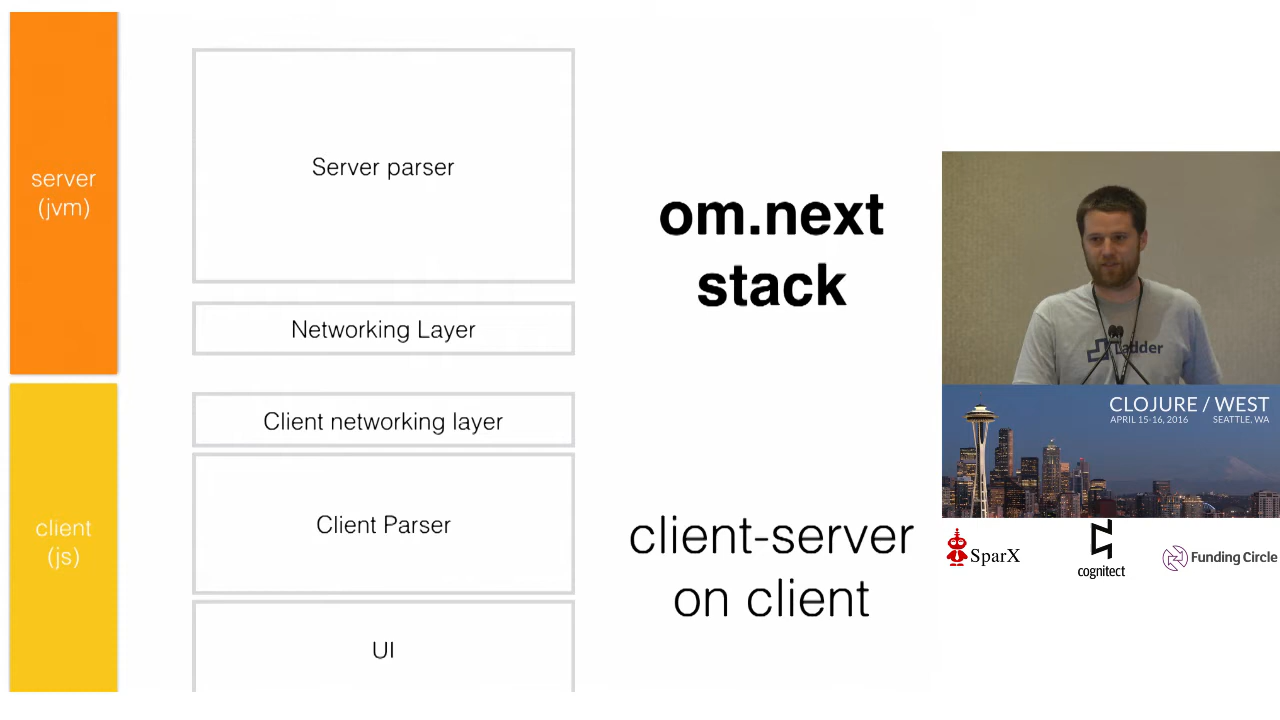 server
(jvm)
Server parser
Networking Layer
om.next
stack
client
(js)
Client networking layer
Client Parser
UI
client-server
on client
Ladder
CLOJURE / WEST
APRIL 15-16, 2016 SEATTLE, WA
SparX
cognitect
Funding Circle